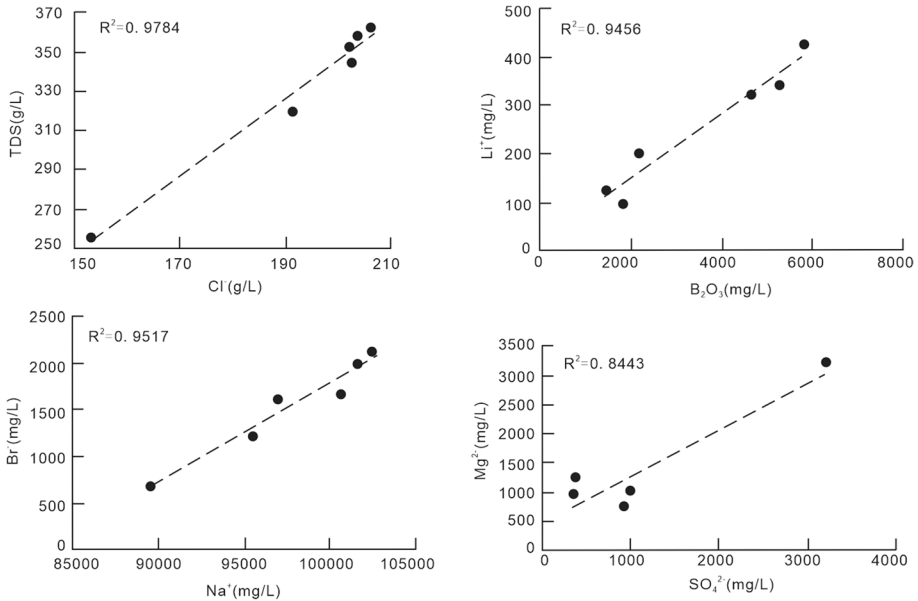 R²=0.9784
TDS(g/L)
370
350
330
310
290
270
250
150 170 190 210
Cl⁻(g/L)
R²=0.9456
Li⁺(mg/L)
500
400
300
200
100
0
0 2000 4000 6000 8000
B₂O₃(mg/L)
R²=0.9517
Br⁻(mg/L)
2500
2000
1500
1000
500
0
85000 90000 95000 100000 105000
Na⁺(mg/L)
R²=0.8443
Mg²⁻(mg/L)
3500
3000
2500
2000
1500
1000
500
0
0 1000 2000 3000 4000
SO₄²⁻(mg/L)